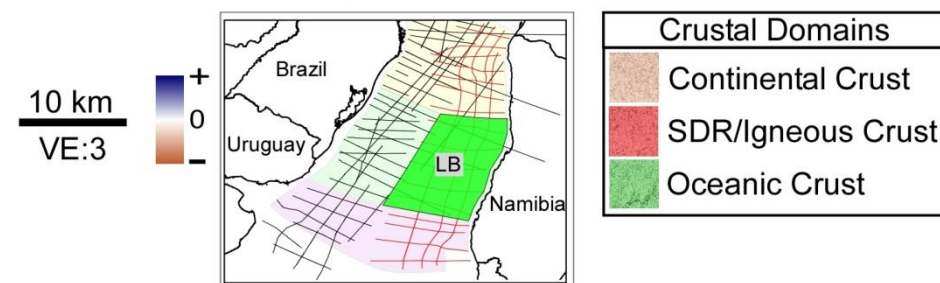 10 km
VE:3
+
0
-
Brazil
Uruguay
LB
Namibia
Crustal Domains
Continental Crust
SDR/Igneous Crust
Oceanic Crust